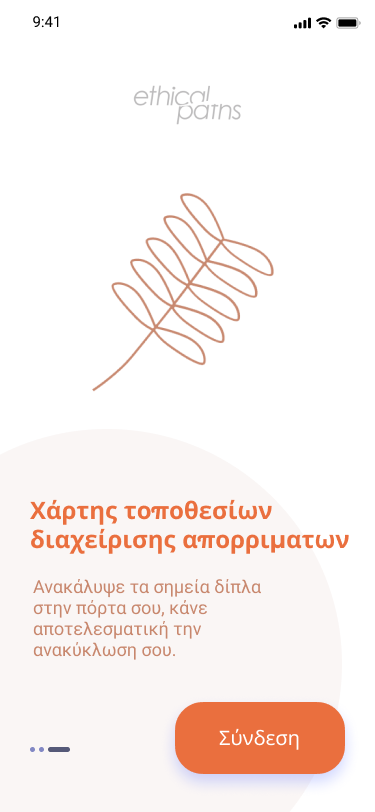 9:41
ethical
paths
Χάρτης τοποθεσίων
διαχείρισης απορριματων
Ανακάλυψε τα σημεία δίπλα
στην πόρτα σου, κάνε
αποτελεσματική την
ανακύκλωση σου.
Σύνδεση